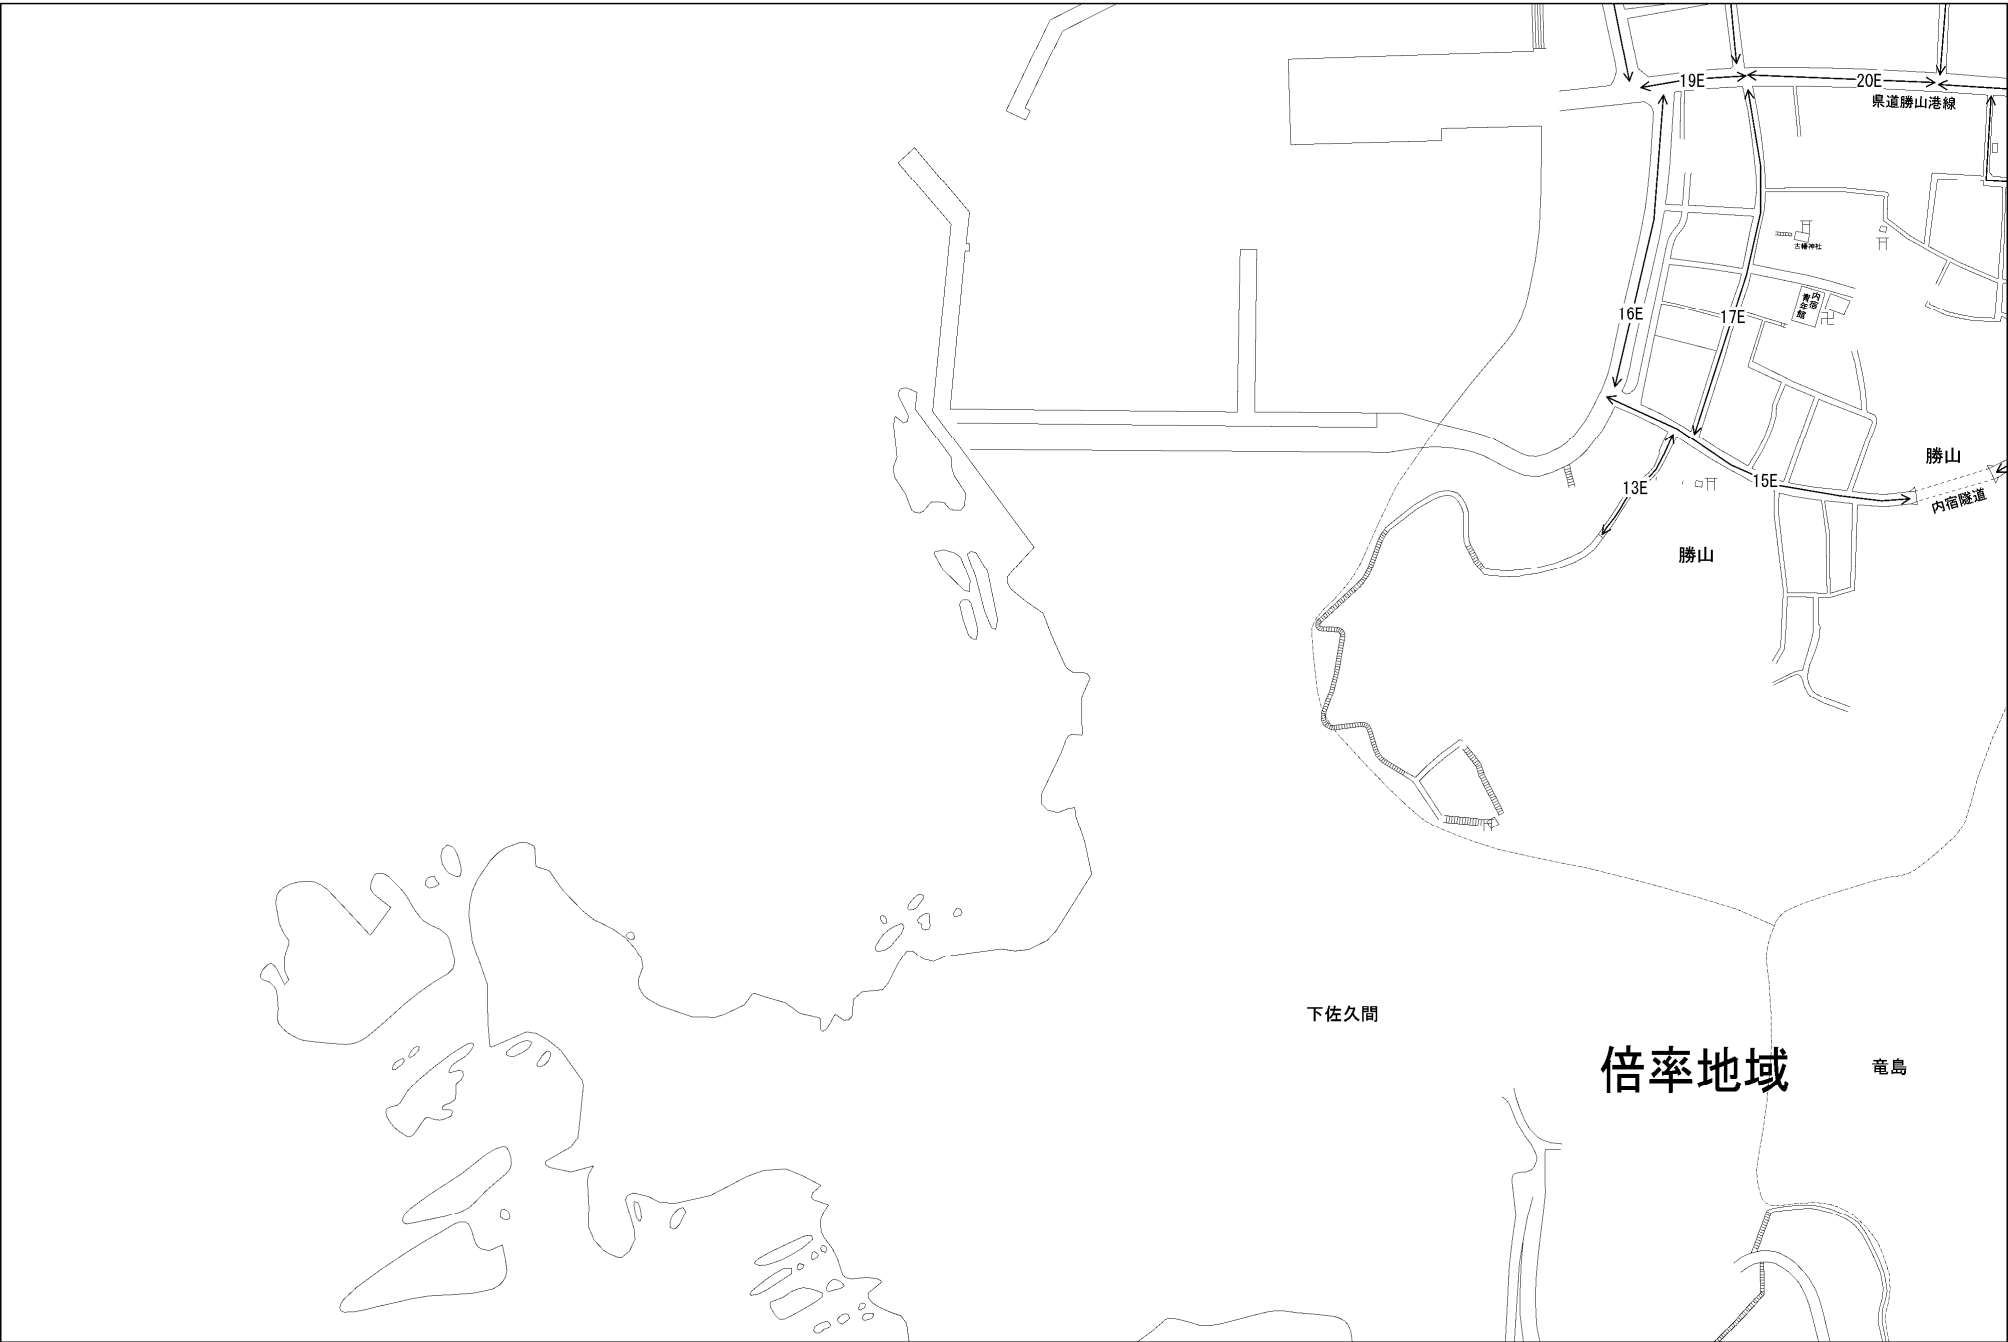 19E
20E
県道勝山港線
古幡神社
内宿
青年館
16E
17E
勝山
15E
13E
内宿隧道
勝山
下佐久間
倍率地域
竜島